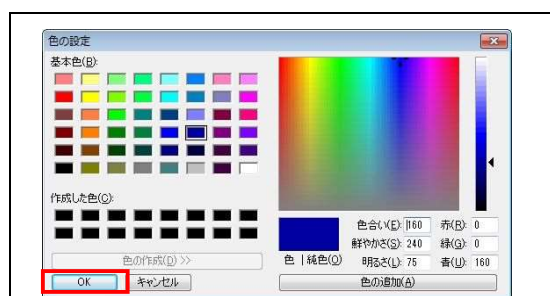 色の設定
基本色(B):
作成した色(C):
色の作成(D) >>
OK キャンセル
色 | 純色(O)
色合い(E): 160 赤(R): 0
鮮やかさ(S): 240 緑(G): 0
明るさ(L): 75 青(U): 160
色の追加(A)